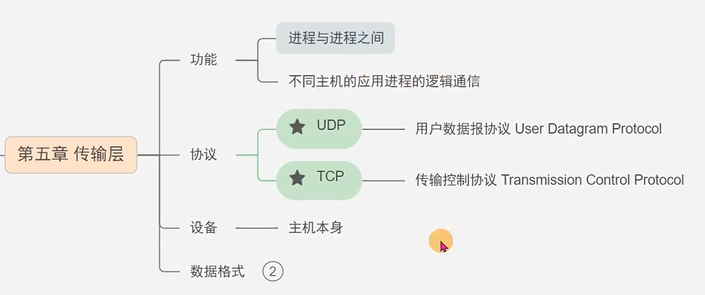 第五章 传输层
功能
进程与进程之间
不同主机的应用进程的逻辑通信
协议
UDP
用户数据报协议 User Datagram Protocol
TCP
传输控制协议 Transmission Control Protocol
设备
主机本身
数据格式
2